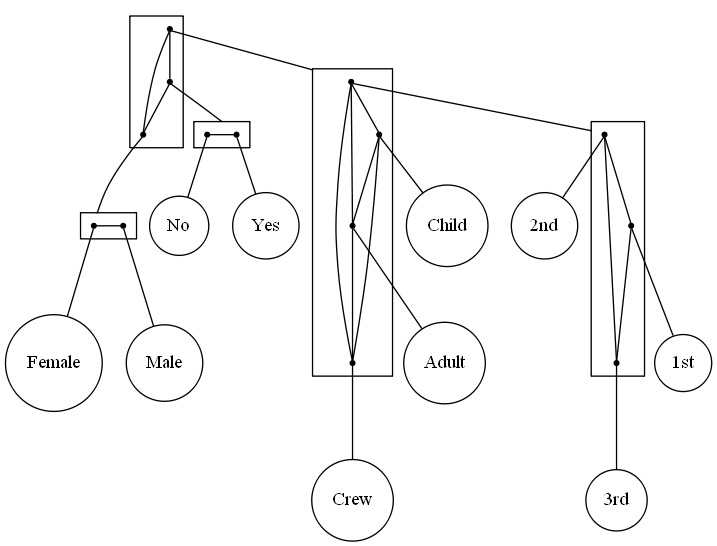 No
Yes
Child
2nd
Female
Male
Adult
1st
Crew
3rd